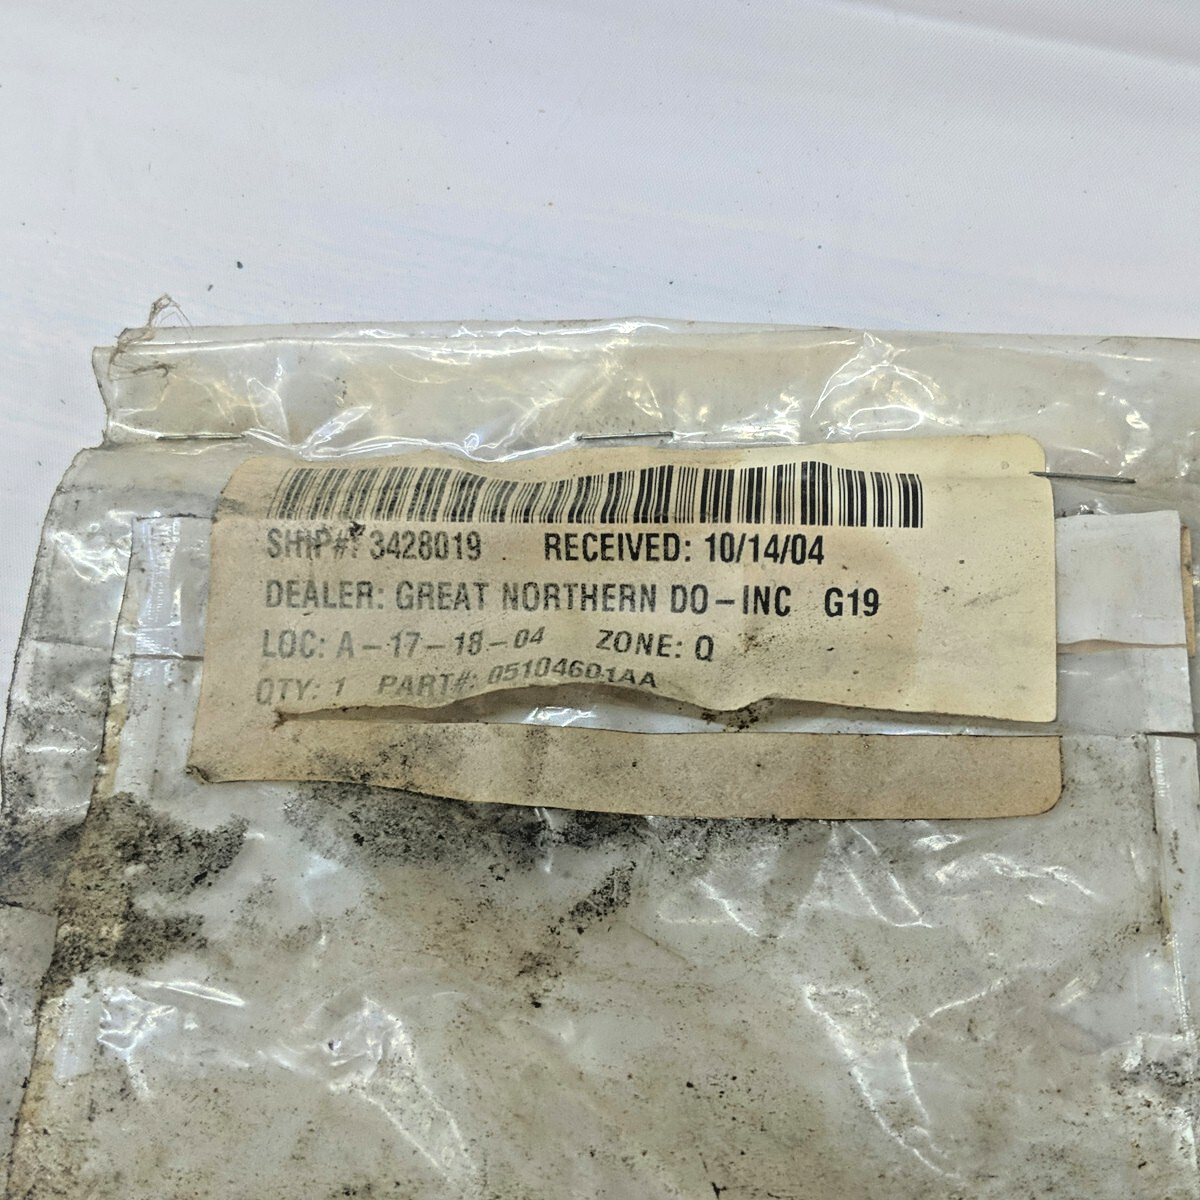 SHIP#: 3428019 RECEIVED: 10/14/04
DEALER: GREAT NORTHERN DO-INC G19
LOC: A-17-18-04 ZONE: Q
QTY: 1 PART#: 05104601AA